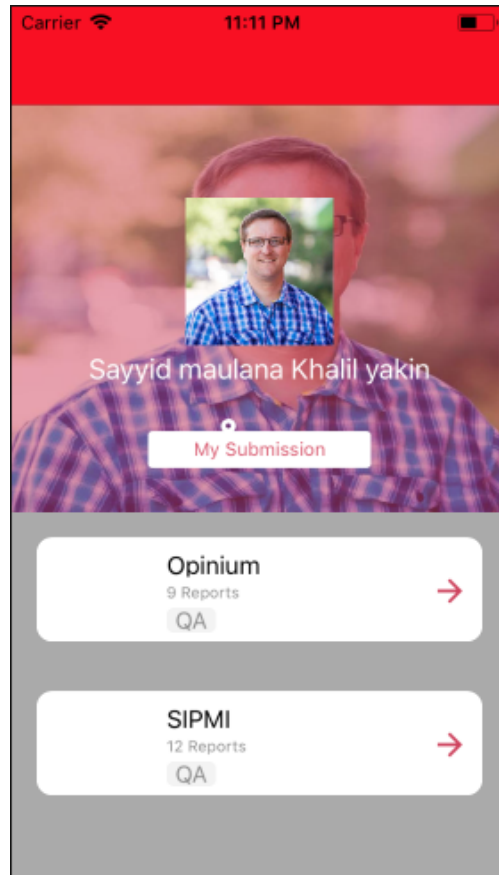 Carrier
11:11 PM
Sayyid maulana Khalil yakin
My Submission
Opinium
9 Reports
QA
SIPMI
12 Reports
QA